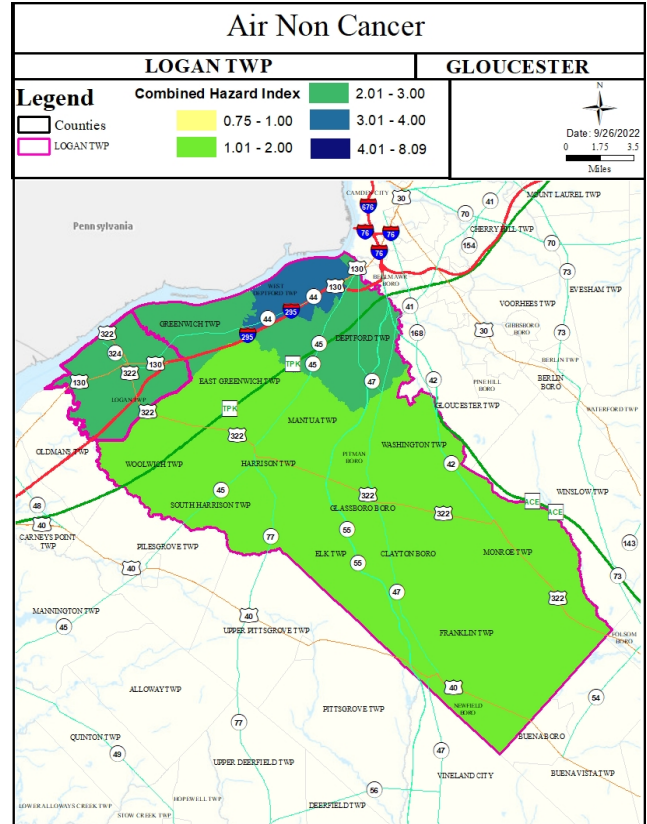 Air Non Cancer
LOGAN TWP
GLOUCESTER
Legend
Counties
LOGAN TWP
Combined Hazard Index
0.75 - 1.00
1.01 - 2.00
2.01 - 3.00
3.01 - 4.00
4.01 - 8.09
N
Date: 9/26/2022
0 1.75 3.5
Miles
Pennsylvania
CAMDEN CITY
30
MOUNT LAUREL TWP
676
41
70
CHERRY HILL TWP
76
76
154
70
76
130
BELLMAWR BORO
73
EVESHAM TWP
WEST DEPTFORD TWP
130
44
41
VOORHEES TWP
295
GREENWICH TWP
44
168
30
GIBBSBORO BORO
73
322
295
45
DEPTFORD TWP
324
130
TPK
45
BERLIN TWP
322
130
EAST GREENWICH TWP
47
42
PINE HILL BORO
BERLIN BORO
LOGAN TWP
322
TPK
GLOUCESTER TWP
WATERFORD TWP
MANTUA TWP
322
WASHINGTON TWP
OLDMANS TWP
PITMAN BORO
WOOLWICH TWP
HARRISON TWP
42
45
322
WINSLOW TWP
48
SOUTH HARRISON TWP
GLASSBORO BORO
322
ACE
ACE
40
55
CARNEYS POINT TWP
PILESGROVE TWP
77
143
ELK TWP
CLAYTON BORO
MONROE TWP
40
55
73
47
322
MANNINGTON TWP
45
40
UPPER PITTSGROVE TWP
FRANKLIN TWP
FOLSOM BORO
ALLOWAY TWP
40
54
PITTSGROVE TWP
NEWFIELD BORO
77
QUINTON TWP
BUENA BORO
49
47
UPPER DEERFIELD TWP
VINELAND CITY
BUENA VISTA TWP
56
HOPEWELL TWP
LOWER ALLOWAYS CREEK TWP
DEERFIELD TWP
STOW CREEK TWP